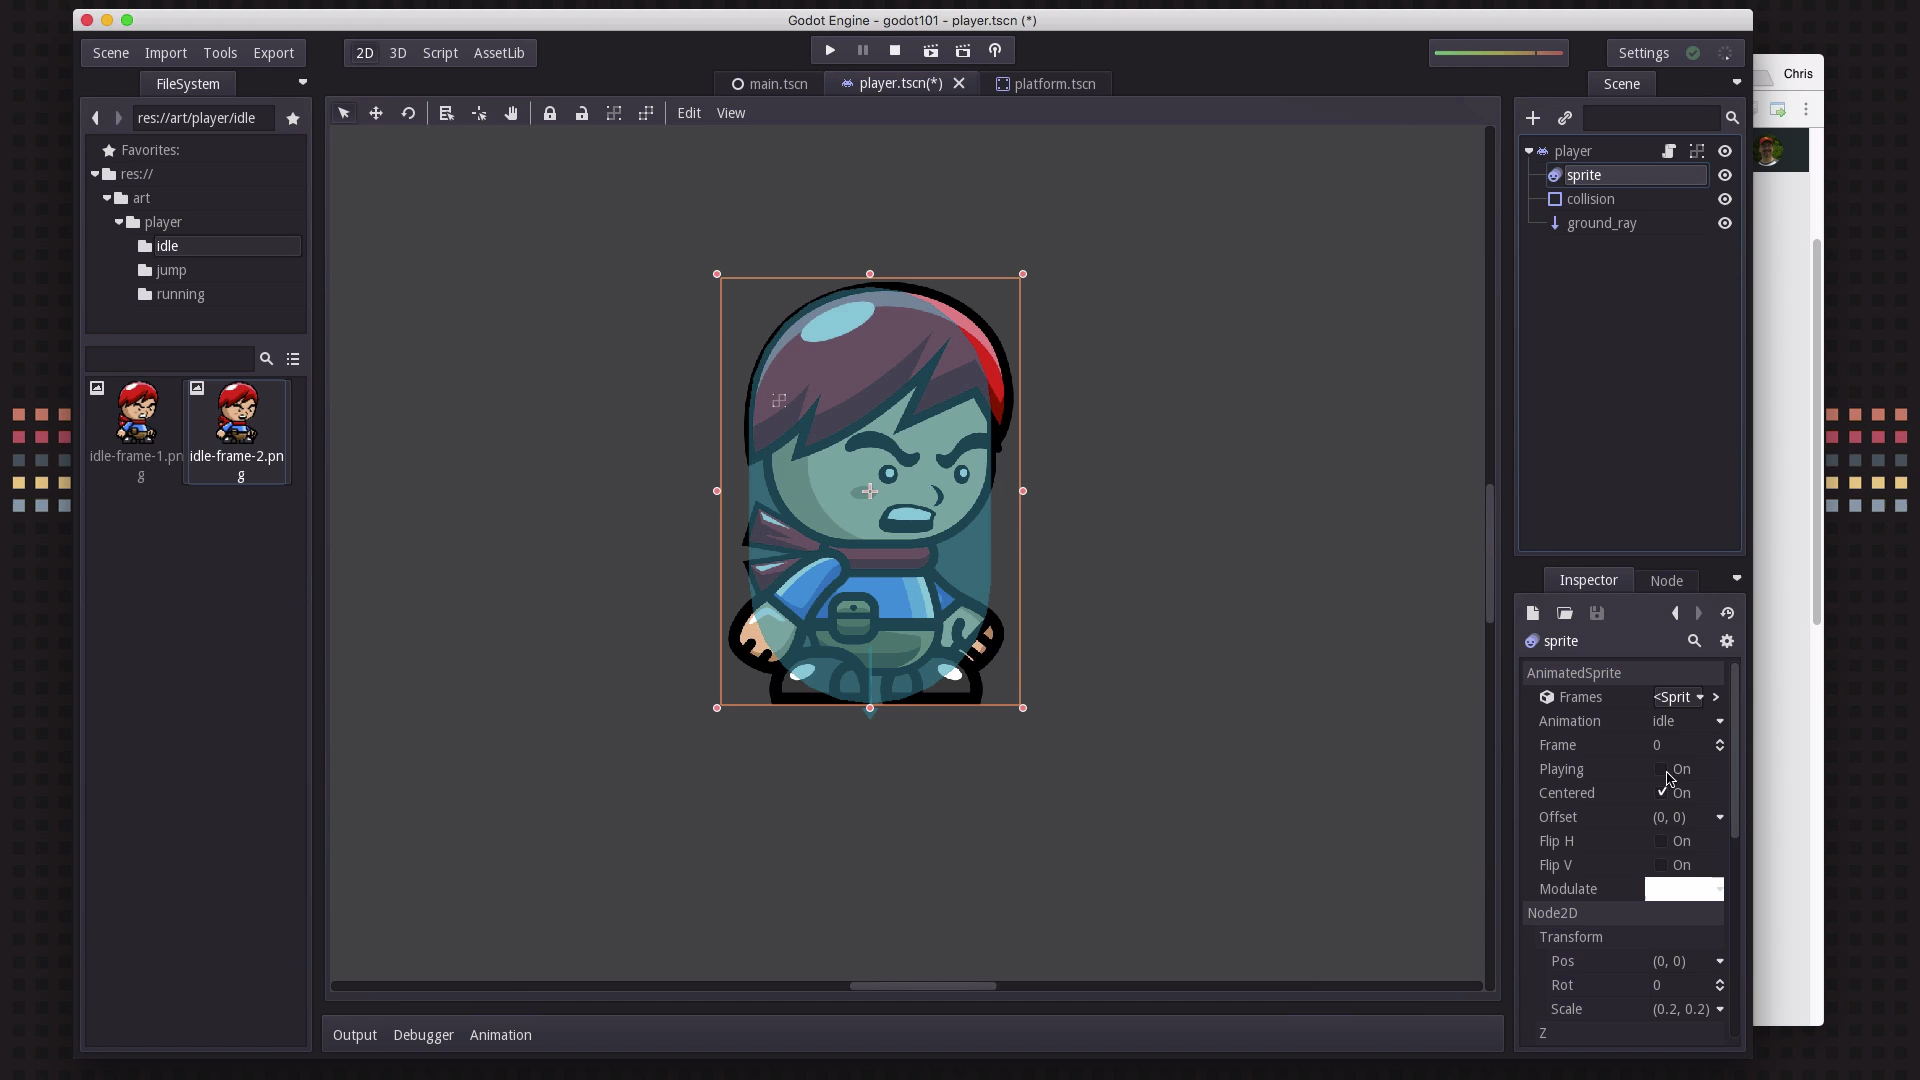 Godot Engine - godot101 - player.tscn (*)
Scene Import Tools Export
2D 3D Script AssetLib
Settings
Chris
FileSystem
main.tscn
player.tscn(*)
platform.tscn
Scene
res://art/player/idle
Edit View
Favorites:
res://
art
player
idle
jump
running
player
sprite
collision
ground_ray
idle-frame-1.pn
g
idle-frame-2.pn
g
Inspector Node
sprite
AnimatedSprite
Frames <Sprit
Animation idle
Frame 0
Playing On
Centered On
Offset (0, 0)
Flip H On
Flip V On
Modulate
Node2D
Transform
Pos (0, 0)
Rot 0
Scale (0.2, 0.2)
Z
Output Debugger Animation